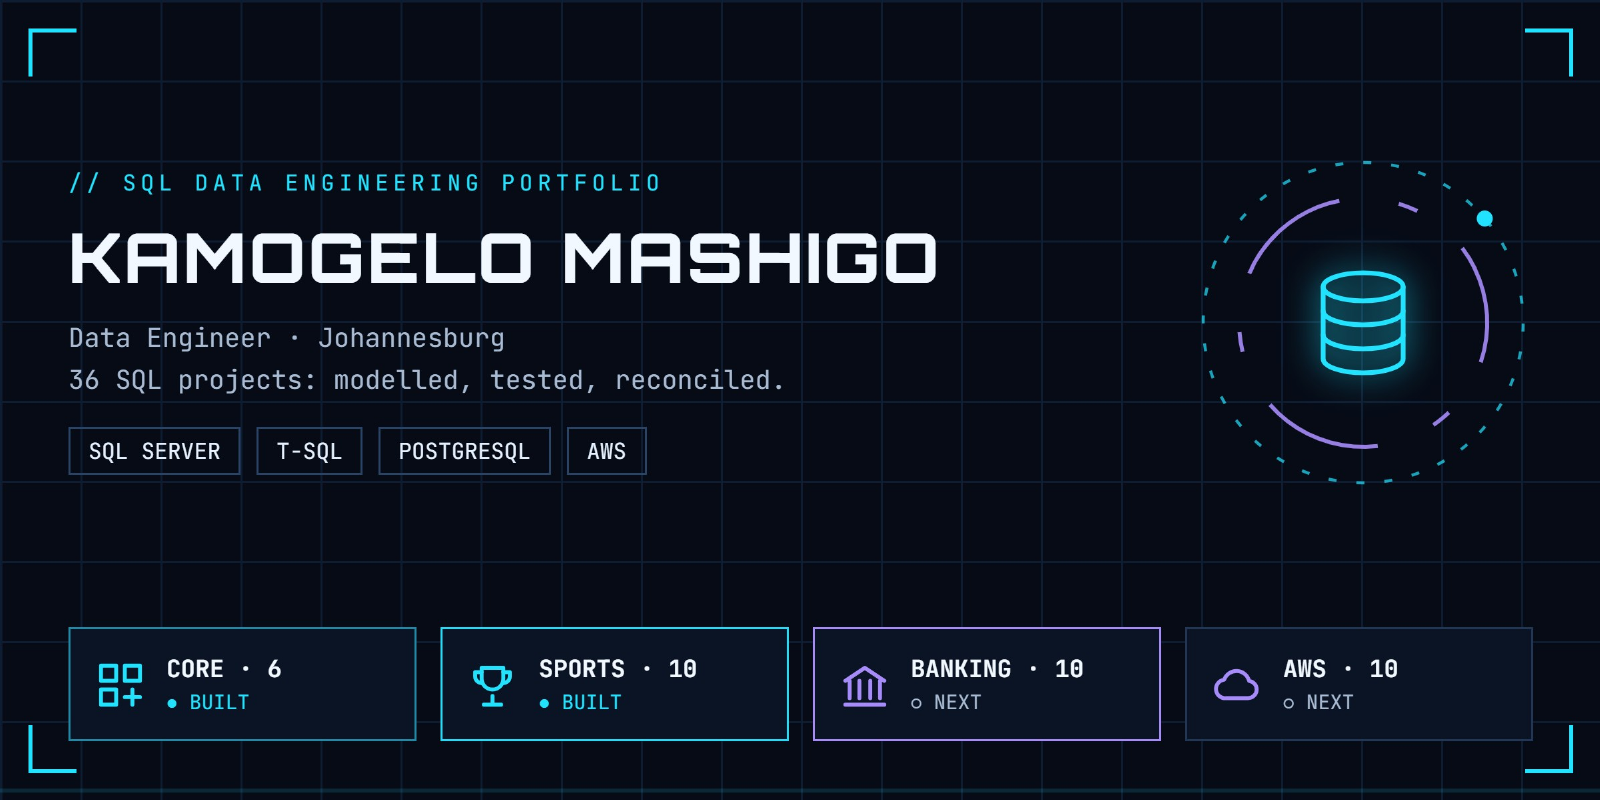 // SQL DATA ENGINEERING PORTFOLIO
KAMOGELO MASHIGO
Data Engineer · Johannesburg
36 SQL projects: modelled, tested, reconciled.
SQL SERVER
T-SQL
POSTGRESQL
AWS
CORE · 6
BUILT
SPORTS · 10
BUILT
BANKING · 10
NEXT
AWS · 10
NEXT